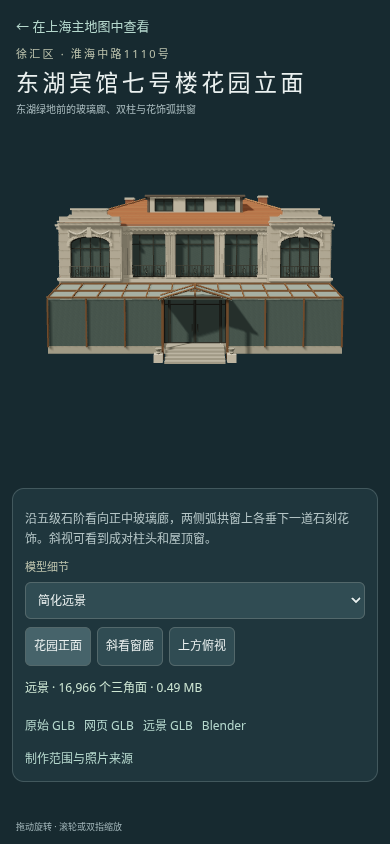 ← 在上海主地图中查看
徐汇区 · 淮海中路1110号
东湖宾馆七号楼花园立面
东湖绿地前的玻璃廊、双柱与花饰弧拱窗
沿五级石阶看向正中玻璃廊，两侧弧拱窗上各垂下一道石刻花
饰。斜视可看到成对柱头和屋顶窗。
模型细节
简化远景
花园正面 斜看窗廊 上方俯视
远景 · 16,966 个三角面 · 0.49 MB
原始 GLB 网页 GLB 远景 GLB Blender
制作范围与照片来源
拖动旋转 · 滚轮或双指缩放